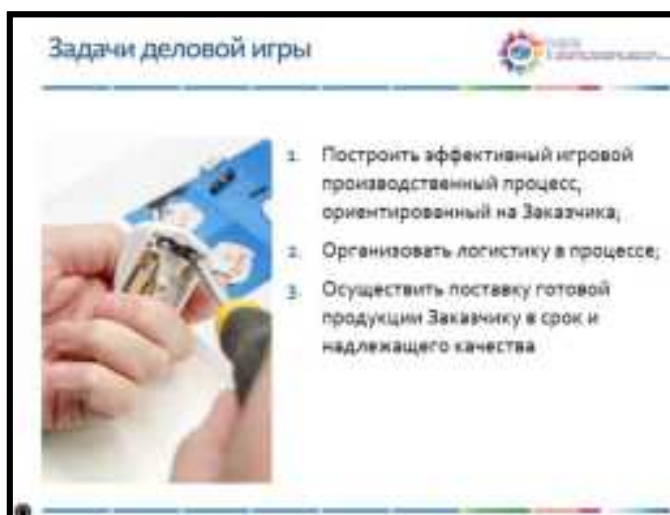 Задачи деловой игры
1. Построить эффективный игровой
производственный процесс,
ориентированный на Заказчика;
2. Организовать логистику в процессе;
3. Осуществить поставку готовой
продукции Заказчику в срок и
надлежащего качества